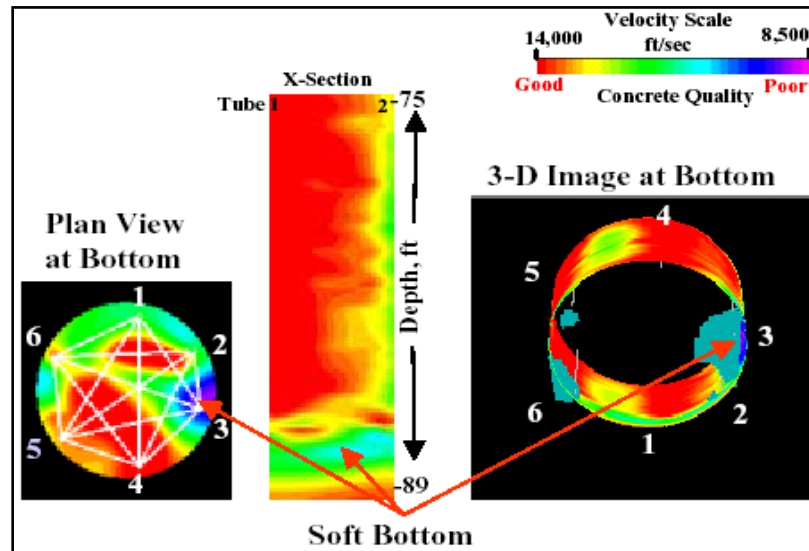 Velocity Scale
14,000 ft/sec 8,500
Good Concrete Quality Poor
X-Section
Tube 1 2 -75
Depth, ft
-89
Plan View
at Bottom
1
6 2
5 3
4
3-D Image at Bottom
4
5
3
6 2
1
Soft Bottom